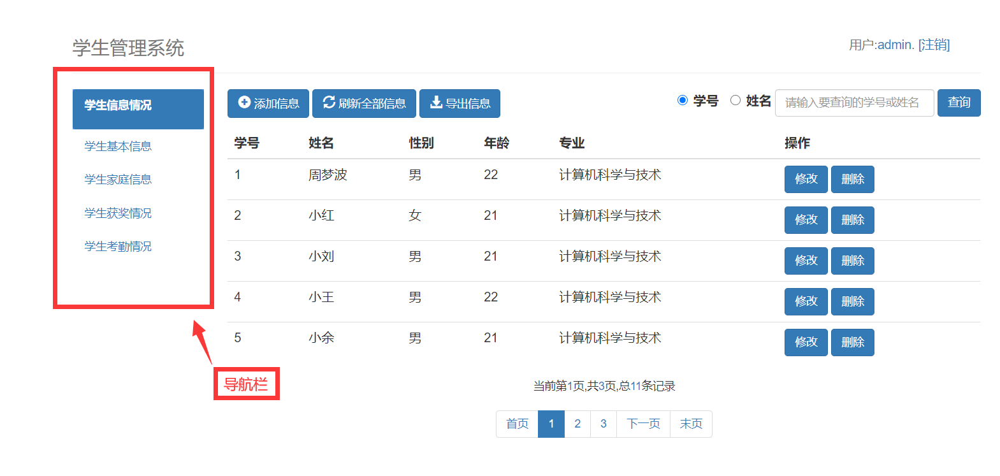 学生管理系统
用户:admin. [注销]
学生信息情况
学生基本信息
学生家庭信息
学生获奖情况
学生考勤情况
导航栏
添加信息 刷新全部信息 导出信息
学号 姓名 请输入要查询的学号或姓名 查询
学号 姓名 性别 年龄 专业 操作
1 周梦波 男 22 计算机科学与技术 修改 删除
2 小红 女 21 计算机科学与技术 修改 删除
3 小刘 男 21 计算机科学与技术 修改 删除
4 小王 男 22 计算机科学与技术 修改 删除
5 小余 男 21 计算机科学与技术 修改 删除
当前第1页,共3页,总11条记录
首页 1 2 3 下一页 末页